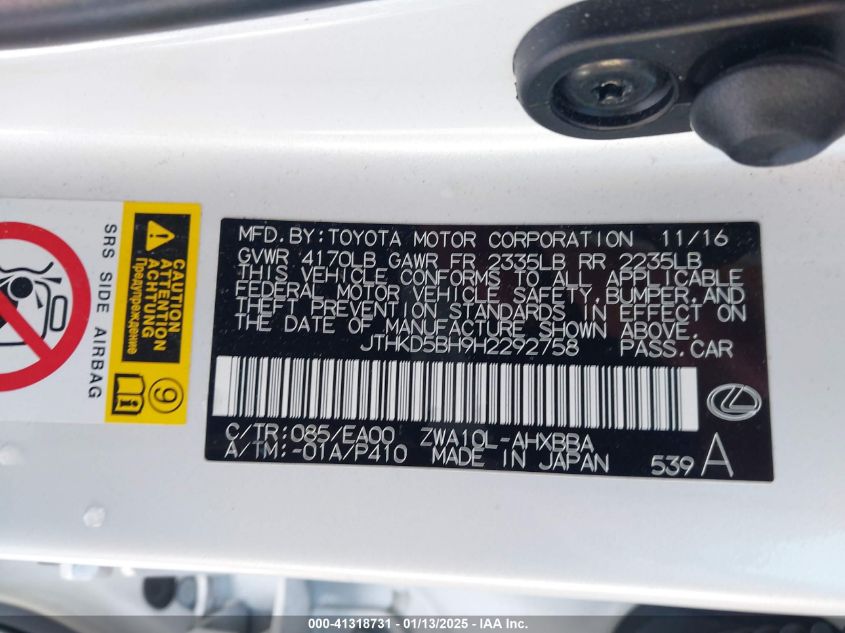 MFD.BY:TOYOTA MOTOR CORPORATION 11/16
GVWR 4170LB GAWR FR 2335LB RR 2235LB
THIS VEHICLE CONFORMS TO ALL APPLICABLE
FEDERAL MOTOR VEHICLE SAFETY,BUMPER,AND
THEFT PREVENTION STANDARDS IN EFFECT ON
THE DATE OF MANUFACTURE SHOWN ABOVE.
JTHKD5BH9H2292758 PASS.CAR
C/TR:085/EA00 ZWA10L-AHXBBA
A/TM:-01A/P410 MADE IN JAPAN 539 A
SRS SIDE AIRBAG
CAUTION
ATTENTION
ACHTUNG
Предупреждение
9
000-41318731 - 01/13/2025 - IAA Inc.